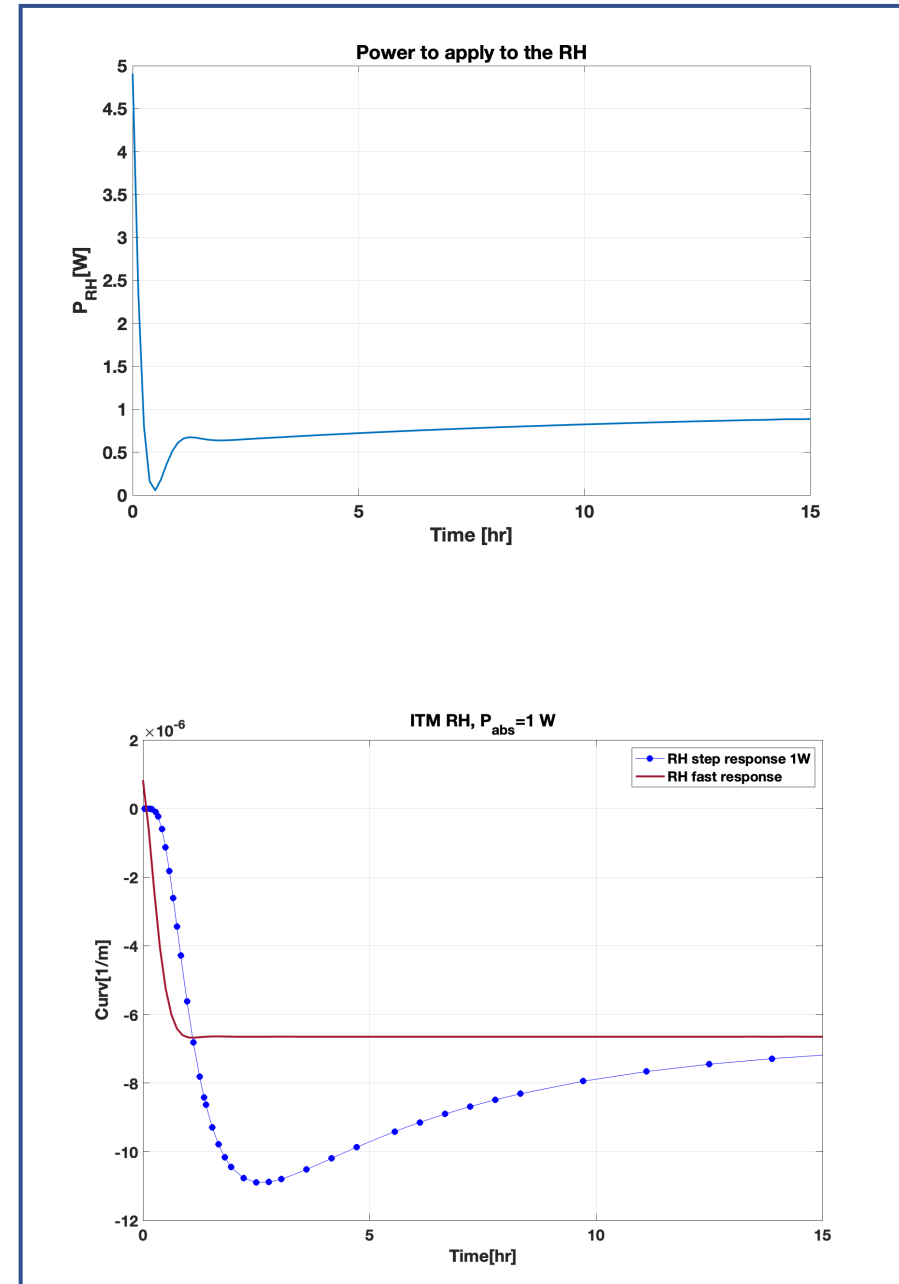 Power to apply to the RH
5
4.5
4
3.5
3
2.5
2
1.5
1
0.5
0
P_RH[W]
0 5 10 15
Time [hr]
ITM RH, P_abs=1 W
×10^-6
2
0
-2
-4
-6
-8
-10
-12
Curv[1/m]
RH step response 1W
RH fast response
0 5 10 15
Time[hr]